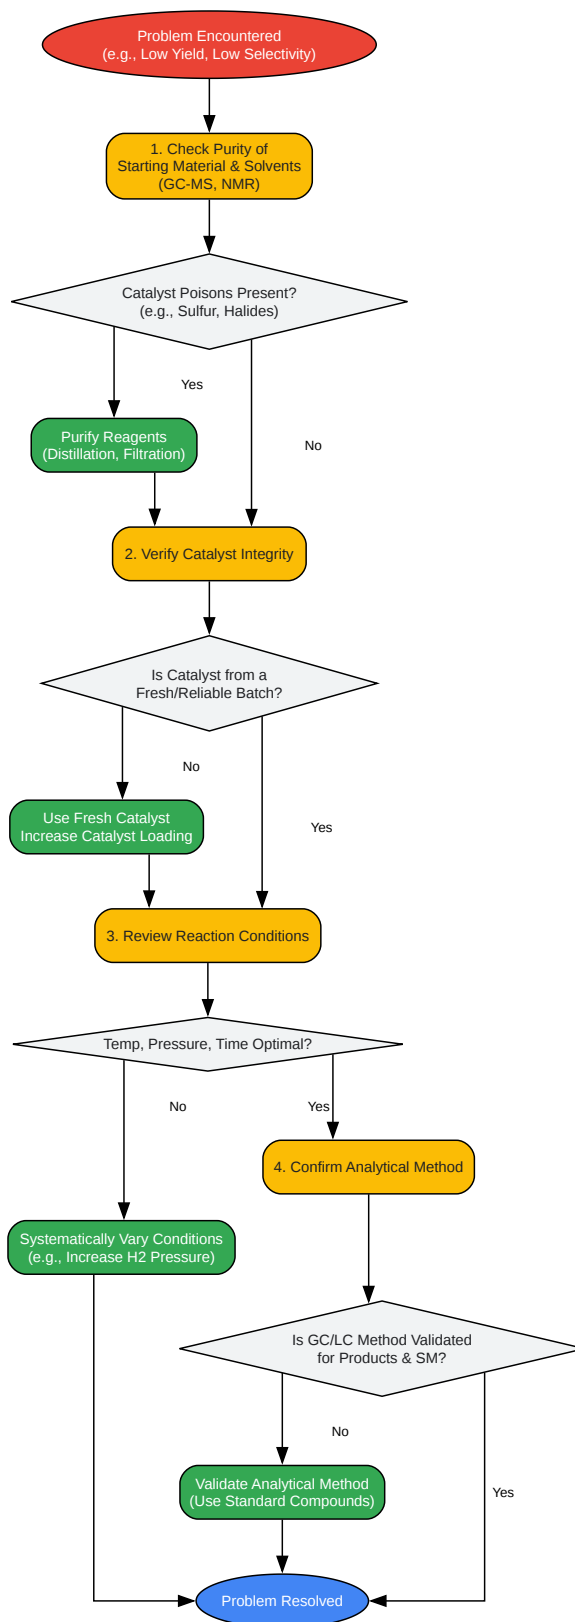 Problem Encountered
(e.g., Low Yield, Low Selectivity)
1. Check Purity of
Starting Material & Solvents
(GC-MS, NMR)
Catalyst Poisons Present?
(e.g., Sulfur, Halides)
Yes
Purify Reagents
(Distillation, Filtration)
No
2. Verify Catalyst Integrity
Is Catalyst from a
Fresh/Reliable Batch?
No
Use Fresh Catalyst
Increase Catalyst Loading
Yes
3. Review Reaction Conditions
Temp, Pressure, Time Optimal?
No
Yes
4. Confirm Analytical Method
Systematically Vary Conditions
(e.g., Increase H2 Pressure)
Is GC/LC Method Validated
for Products & SM?
No
Validate Analytical Method
(Use Standard Compounds)
Yes
Problem Resolved